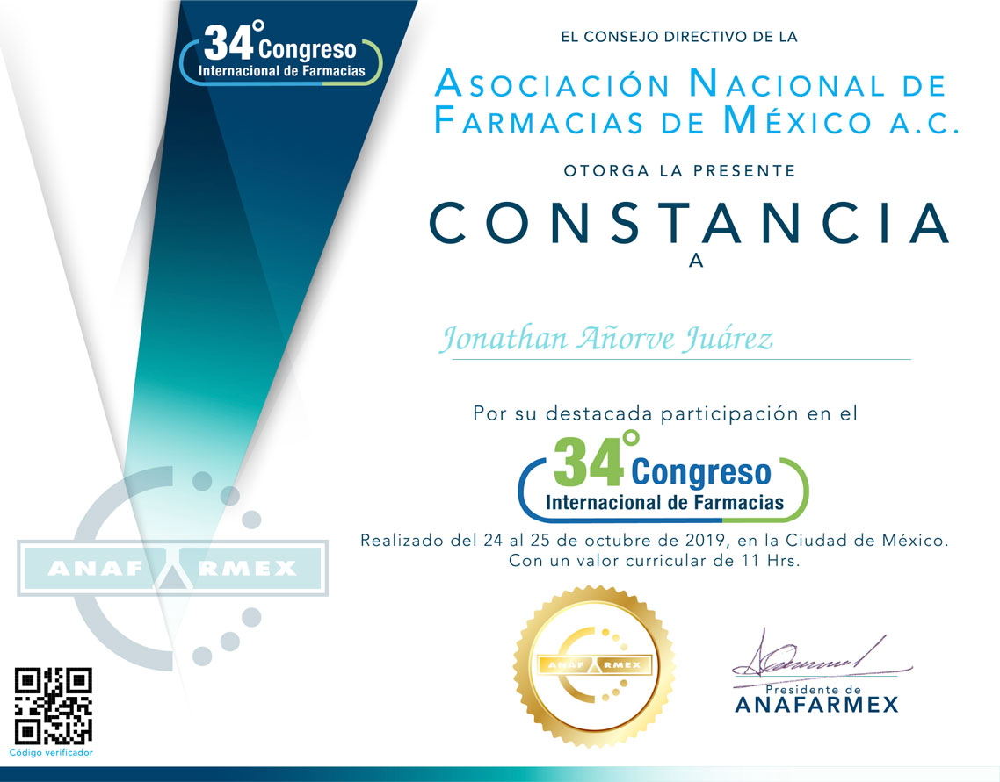 34° Congreso
Internacional de Farmacias
EL CONSEJO DIRECTIVO DE LA
ASOCIACIÓN NACIONAL DE
FARMACIAS DE MÉXICO A.C.
OTORGA LA PRESENTE
CONSTANCIA
A
Jonathan Añorve Juárez
Por su destacada participación en el
34° Congreso
Internacional de Farmacias
Realizado del 24 al 25 de octubre de 2019, en la Ciudad de México.
Con un valor curricular de 11 Hrs.
ANAFARMEX
ANAFARMEX
Presidente de
ANAFARMEX
Código verificador